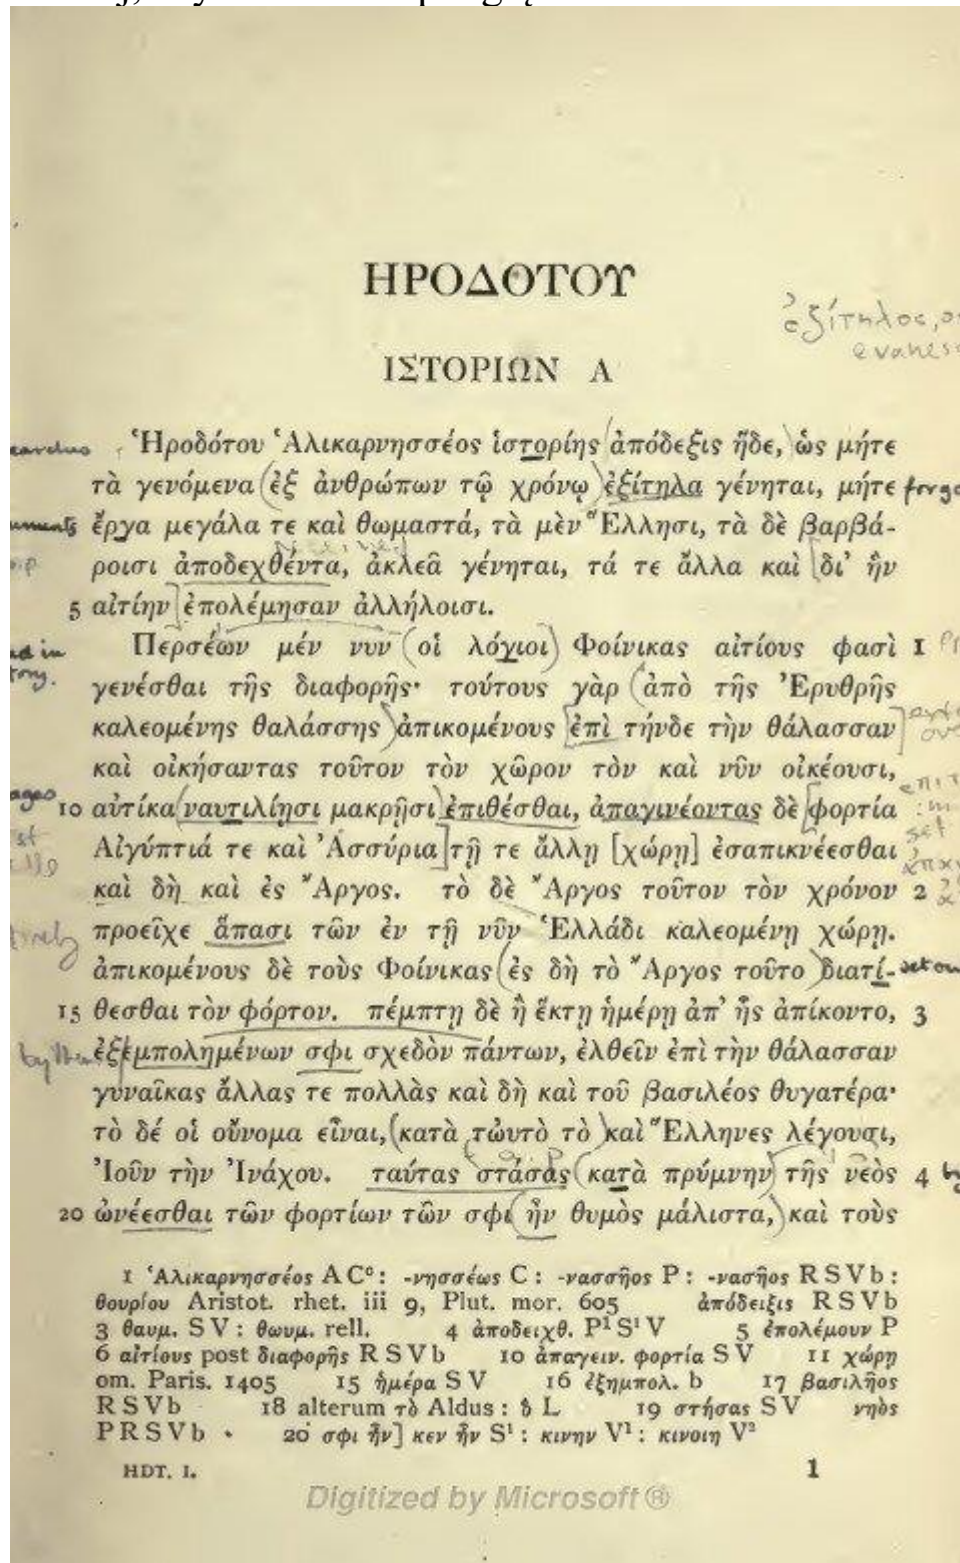 ΗΡΟΔΟΤΟΥ
ΙΣΤΟΡΙΩΝ Α
Ἡροδότου Ἁλικαρνησσέος ἱστορίης ἀπόδεξις ἥδε, ὡς μήτε
τὰ γενόμενα ἐξ ἀνθρώπων τῷ χρόνῳ ἐξίτηλα γένηται, μήτε
ἔργα μεγάλα τε καὶ θωμαστά, τὰ μὲν Ἕλλησι, τὰ δὲ βαρβά-
ροισι ἀποδεχθέντα, ἀκλεᾶ γένηται, τά τε ἄλλα καὶ δι' ἣν
5 αἰτίην ἐπολέμησαν ἀλλήλοισι.
Περσέων μέν νυν οἱ λόγιοι Φοίνικας αἰτίους φασὶ 1
γενέσθαι τῆς διαφορῆς· τούτους γὰρ ἀπὸ τῆς Ἐρυθρῆς
καλεομένης θαλάσσης ἀπικομένους ἐπὶ τήνδε τὴν θάλασσαν
καὶ οἰκήσαντας τοῦτον τὸν χῶρον τὸν καὶ νῦν οἰκέουσι,
10 αὐτίκα ναυτιλίῃσι μακρῇσι ἐπιθέσθαι, ἀπαγινέοντας δὲ φορτία
Αἰγύπτιά τε καὶ Ἀσσύρια τῇ τε ἄλλῃ [χώρῃ] ἐσαπικνέεσθαι
καὶ δὴ καὶ ἐς Ἄργος. τὸ δὲ Ἄργος τοῦτον τὸν χρόνον 2
προεῖχε ἅπασι τῶν ἐν τῇ νῦν Ἑλλάδι καλεομένῃ χώρῃ.
ἀπικομένους δὲ τοὺς Φοίνικας ἐς δὴ τὸ Ἄργος τοῦτο διατί-
15 θεσθαι τὸν φόρτον. πέμπτῃ δὲ ἢ ἕκτῃ ἡμέρῃ ἀπ' ἧς ἀπίκοντο, 3
ἐξεμπολημένων σφι σχεδὸν πάντων, ἐλθεῖν ἐπὶ τὴν θάλασσαν
γυναῖκας ἄλλας τε πολλὰς καὶ δὴ καὶ τοῦ βασιλέος θυγατέρα·
τὸ δέ οἱ οὔνομα εἶναι, κατὰ τὠυτὸ τὸ καὶ Ἕλληνες λέγουσι,
Ἰοῦν τὴν Ἰνάχου. ταύτας στάσας κατὰ πρύμνην τῆς νεὸς 4
20 ὠνέεσθαι τῶν φορτίων τῶν σφι ἦν θυμὸς μάλιστα, καὶ τοὺς
1 Ἁλικαρνησσέος A Cᶜ: -νησσέως C: -νασσῆος P: -νασῆος R S V b:
θουρίου Aristot. rhet. iii 9, Plut. mor. 605 ἀπόδειξις R S V b
3 θαυμ. S V: θωυμ. rell. 4 ἀποδειχθ. P¹ S¹ V 5 ἐπολέμουν P
6 αἰτίους post διαφορῆς R S V b 10 ἀπαγειν. φορτία S V 11 χώρῃ
om. Paris. 1405 15 ἡμέρα S V 16 ἐξημπολ. b 17 βασιλῆος
R S V b 18 alterum τὸ Aldus: ὃ L 19 στήσας S V νηὸς
P R S V b 20 σφι ἦν] κεν ἦν S¹: κινην V¹: κινοιη V²
HDT. I. 1
Digitized by Microsoft®